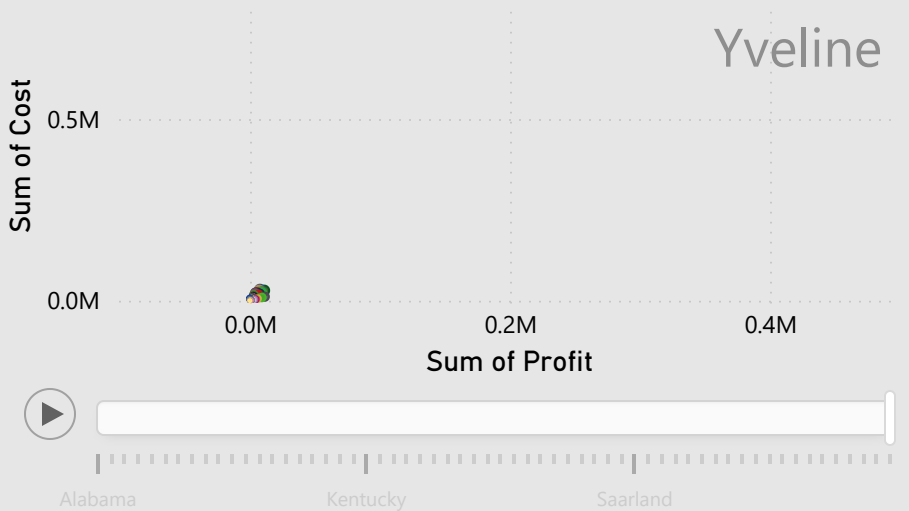 Yveline
Sum of Cost
0.5M
0.0M
0.0M 0.2M 0.4M
Sum of Profit
Alabama Kentucky Saarland